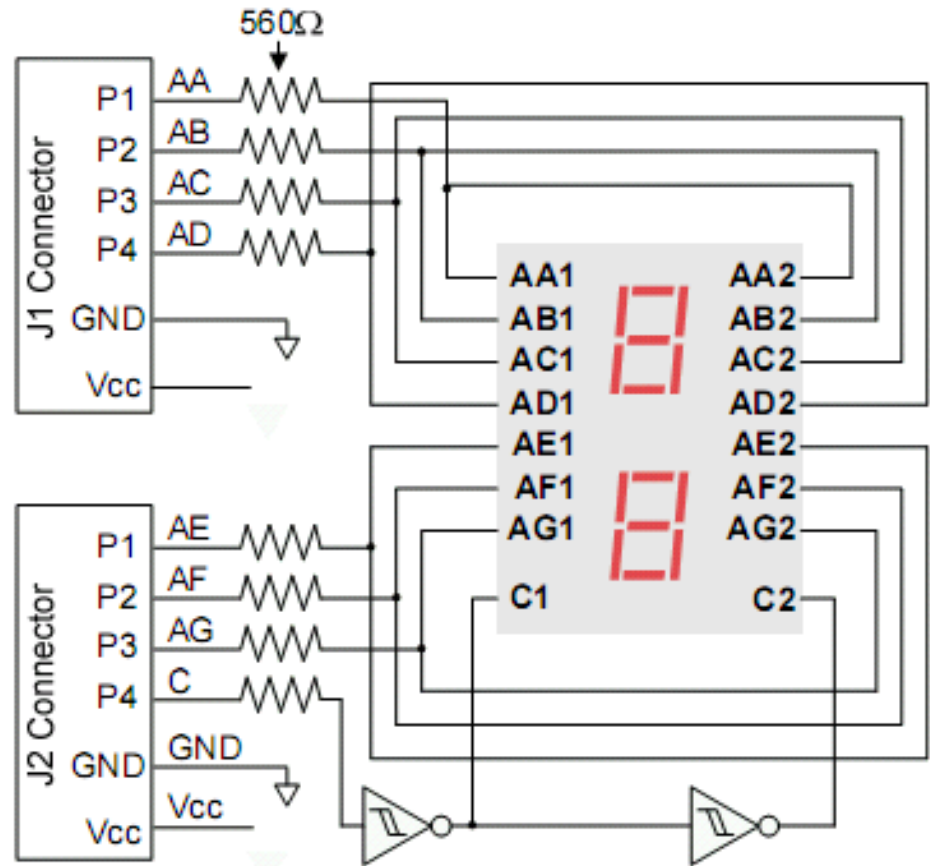 560Ω
J1 Connector
P1 AA
P2 AB
P3 AC
P4 AD
GND
Vcc
AA1 AA2
AB1 AB2
AC1 AC2
AD1 AD2
AE1 AE2
AF1 AF2
AG1 AG2
C1 C2
J2 Connector
P1 AE
P2 AF
P3 AG
P4 C
GND GND
Vcc Vcc